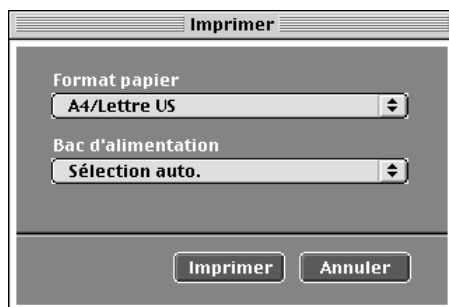 Imprimer
Format papier
A4/Lettre US
Bac d'alimentation
Sélection auto.
Imprimer Annuler